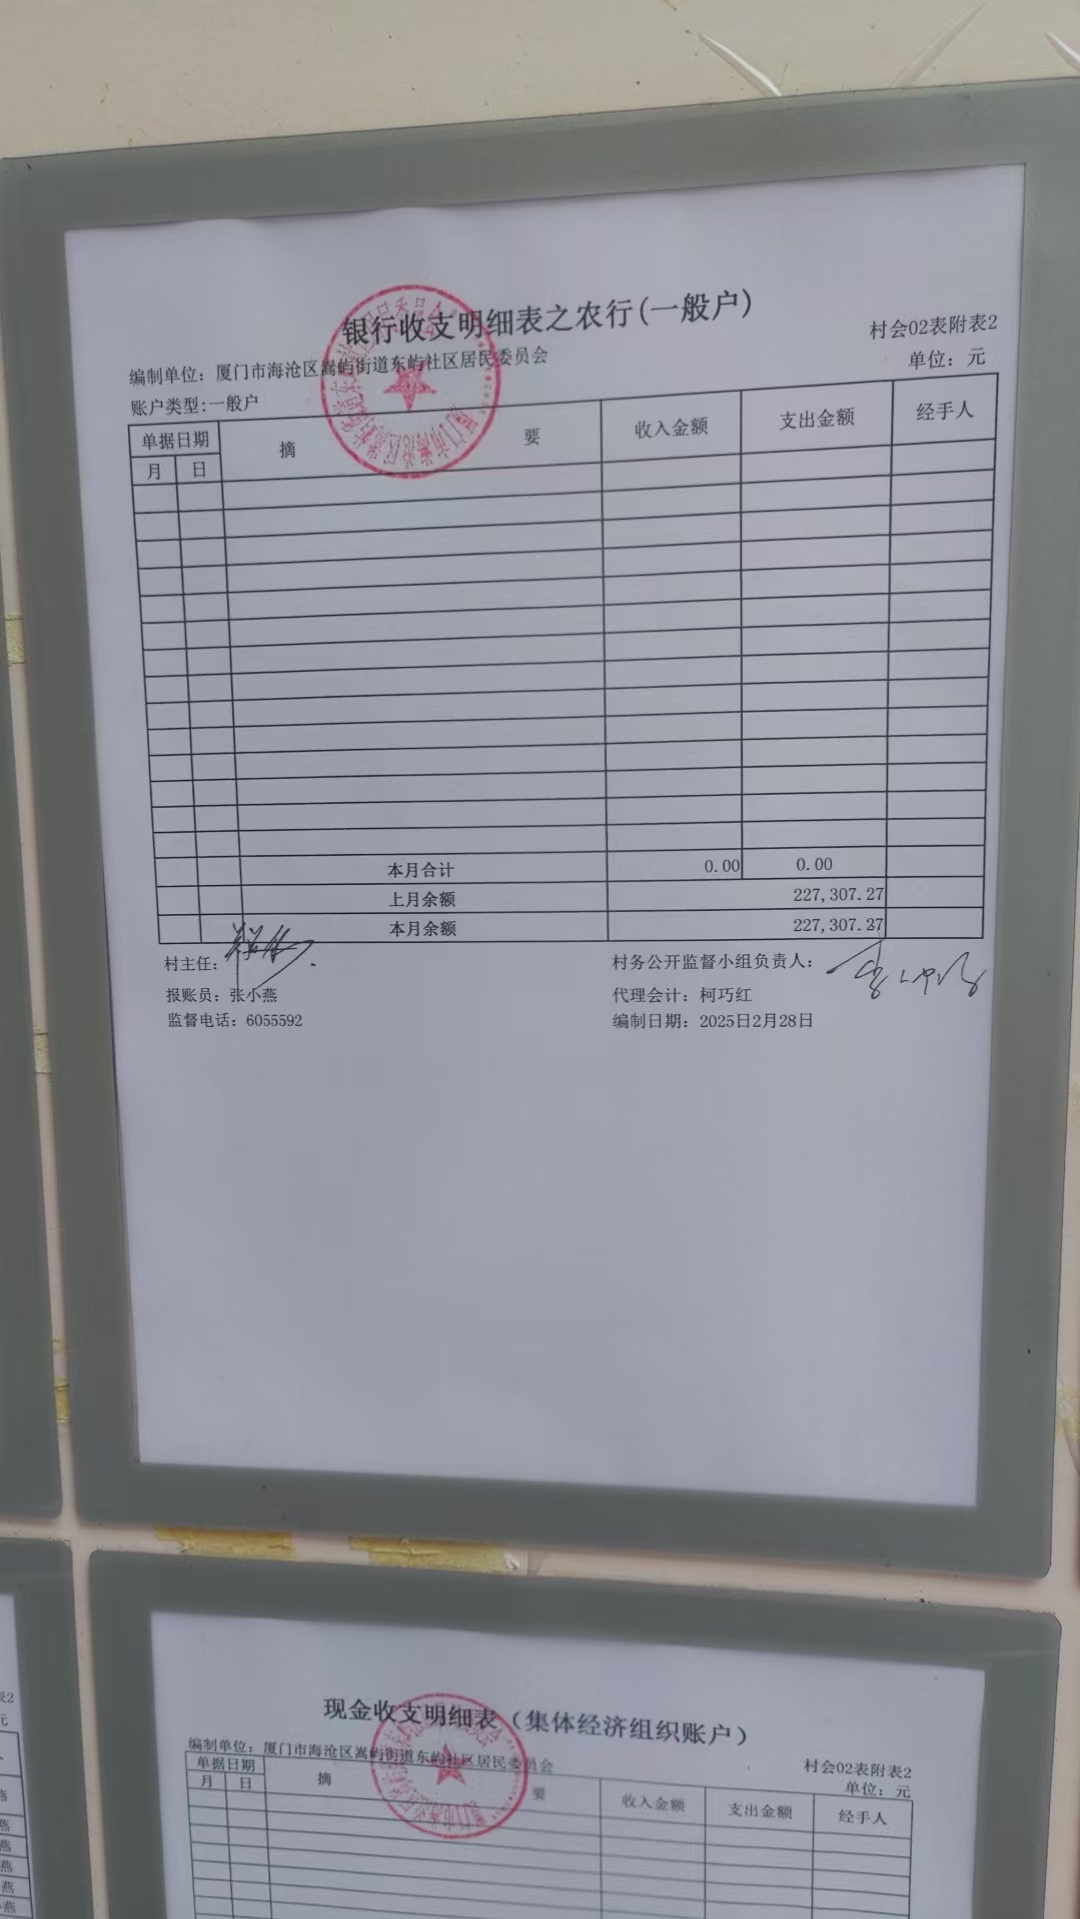 银行收支明细表之农行(一般户)
村会02表附表2
编制单位：厦门市海沧区嵩屿街道东屿社区居民委员会
单位：元
账户类型:一般户
单据日期 摘 要 收入金额 支出金额 经手人
月 日
本月合计 0.00 0.00
上月余额 227,307.27
本月余额 227,307.27
村主任：
村务公开监督小组负责人：
报账员：张小燕
代理会计：柯巧红
监督电话：6055592
编制日期：2025日2月28日
现金收支明细表（集体经济组织账户）
编制单位：厦门市海沧区嵩屿街道东屿社区居民委员会
村会02表附表2
单位：元
单据日期 摘 要 收入金额 支出金额 经手人
月 日
表2
元
燕
燕
燕
燕
燕